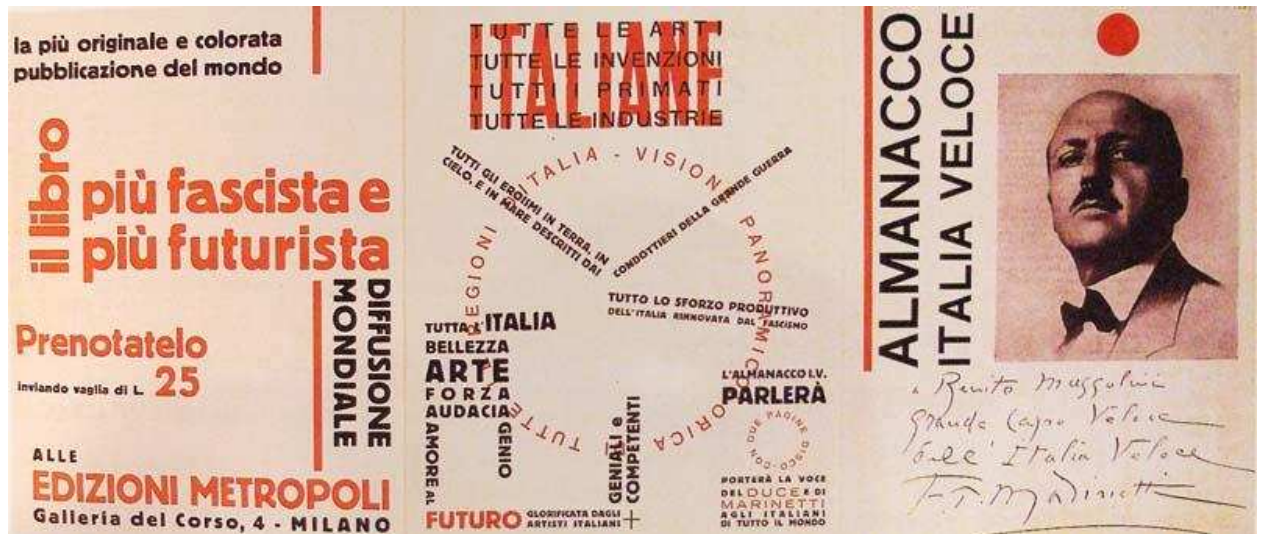 la più originale e colorata
pubblicazione del mondo
il libro
più fascista e
più futurista
DIFFUSIONE
MONDIALE
Prenotatelo
inviando vaglia di L. 25
ALLE
EDIZIONI METROPOLI
Galleria del Corso, 4 - MILANO
ITALIANE
TUTTE LE ARTI
TUTTE LE INVENZIONI
TUTTI I PRIMATI
TUTTE LE INDUSTRIE
TUTTI GLI EROISMI IN TERRA, IN
CIELO, E IN MARE DESCRITTI DAI
CONDOTTIERI DELLA GRANDE GUERRA
ITALIA - VISION PANORAMICO
TUTTE REGIONI
TUTTO LO SFORZO PRODUTTIVO
DELL'ITALIA RINNOVATA DAL FASCISMO
TUTTA L'ITALIA
BELLEZZA
ARTE
FORZA
AUDACIA
GENIO
AMORE AL
FUTURO
GLORIFICATA DAGLI
ARTISTI ITALIANI +
GENIALI e
COMPETENTI
L'ALMANACCO I.V.
PARLERÀ
CON DUE PAGINE DISCO
PORTERÀ LA VOCE
DEL DUCE E DI
MARINETTI
AGLI ITALIANI
DI TUTTO IL MONDO
ALMANACCO
ITALIA VELOCE
a Benito Mussolini
grande Capo Veloce
dell'Italia Veloce
F. T. Marinetti